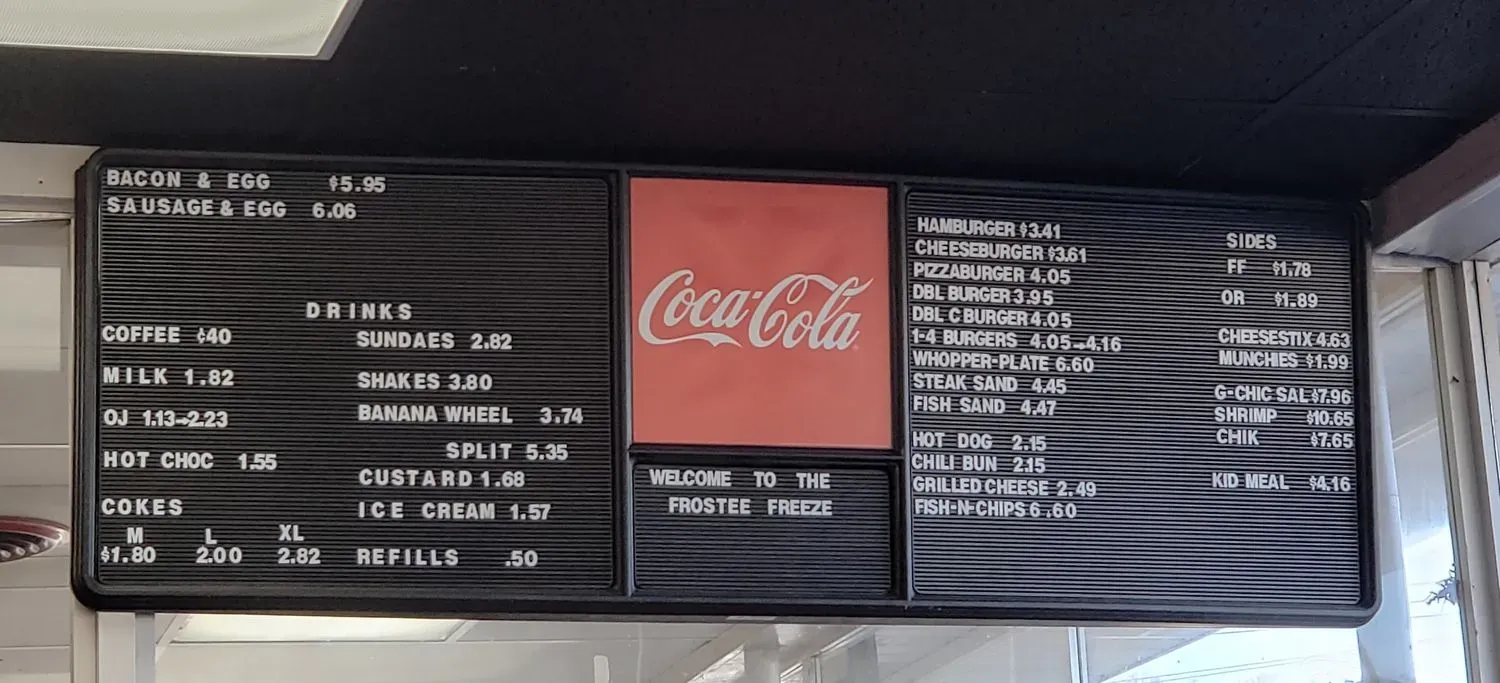 BACON & EGG $5.95
SAUSAGE & EGG 6.06
DRINKS
COFFEE ¢40
MILK 1.82
OJ 1.13-2.23
HOT CHOC 1.55
COKES
M L XL
$1.80 2.00 2.82
SUNDAES 2.82
SHAKES 3.80
BANANA WHEEL 3.74
SPLIT 5.35
CUSTARD 1.68
ICE CREAM 1.57
REFILLS .50
Coca-Cola
WELCOME TO THE
FROSTEE FREEZE
HAMBURGER $3.41
CHEESEBURGER $3.61
PIZZABURGER 4.05
DBL BURGER 3.95
DBL C BURGER 4.05
1-4 BURGERS 4.05-4.16
WHOPPER-PLATE 6.60
STEAK SAND 4.45
FISH SAND 4.47
HOT DOG 2.15
CHILI BUN 2.15
GRILLED CHEESE 2.49
FISH-N-CHIPS 6.60
SIDES
FF $1.78
OR $1.89
CHEESESTIX 4.63
MUNCHIES $1.99
G-CHIC SAL $7.96
SHRIMP $10.65
CHIK $7.65
KID MEAL $4.16